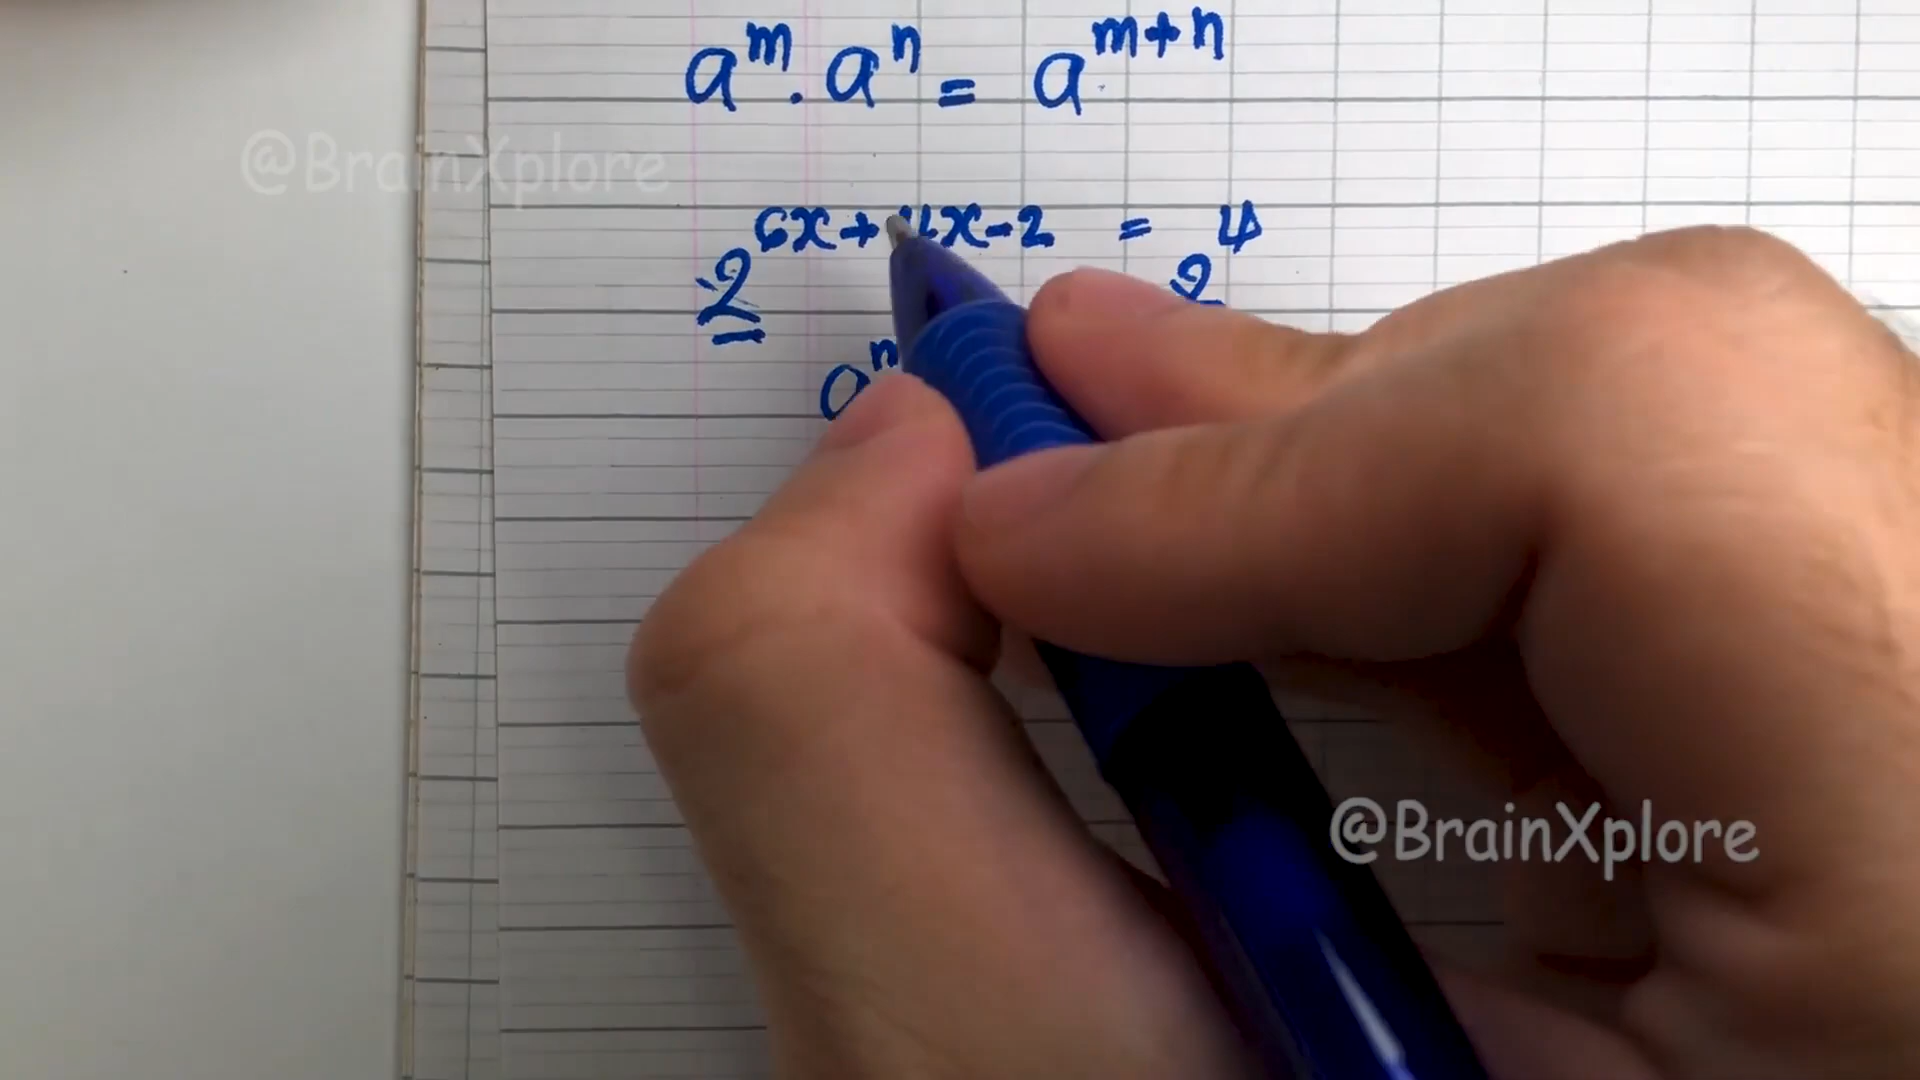 a^m . a^n = a^{m+n}
@BrainXplore
2^{6x+4x-2} = 2^4
a^n
@BrainXplore